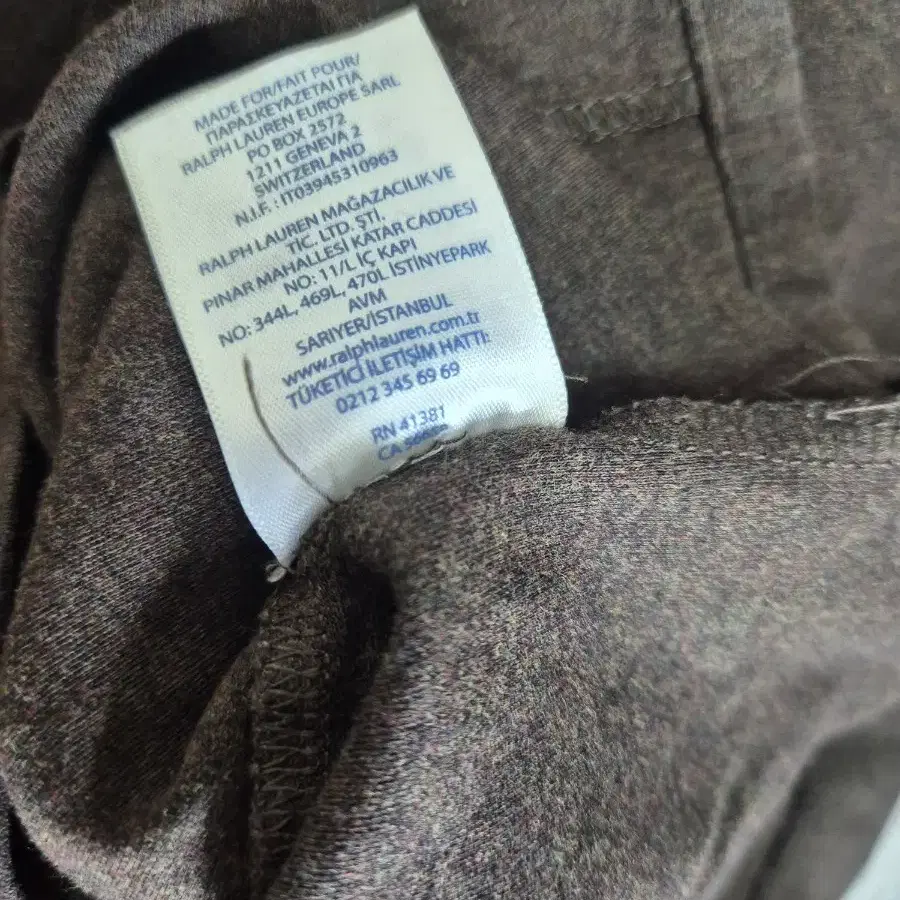 MADE FOR/FAIT POUR/
ΠΑΡΑΣΚΕΥΑΖΕΤΑΙ ΓΙΑ
RALPH LAUREN EUROPE SARL
PO BOX 2572
1211 GENEVA 2
SWITZERLAND
N.I.F. : IT03945310963
RALPH LAUREN MAĞAZACILIK VE
TİC. LTD. ŞTİ.
PINAR MAHALLESİ KATAR CADDESİ
NO: 11/L İÇ KAPI
NO: 344L, 469L, 470L İSTİNYEPARK
AVM
SARIYER/İSTANBUL
www.ralphlauren.com.tr
TÜKETİCİ İLETİŞİM HATTI:
0212 345 69 69
RN 41381
CA